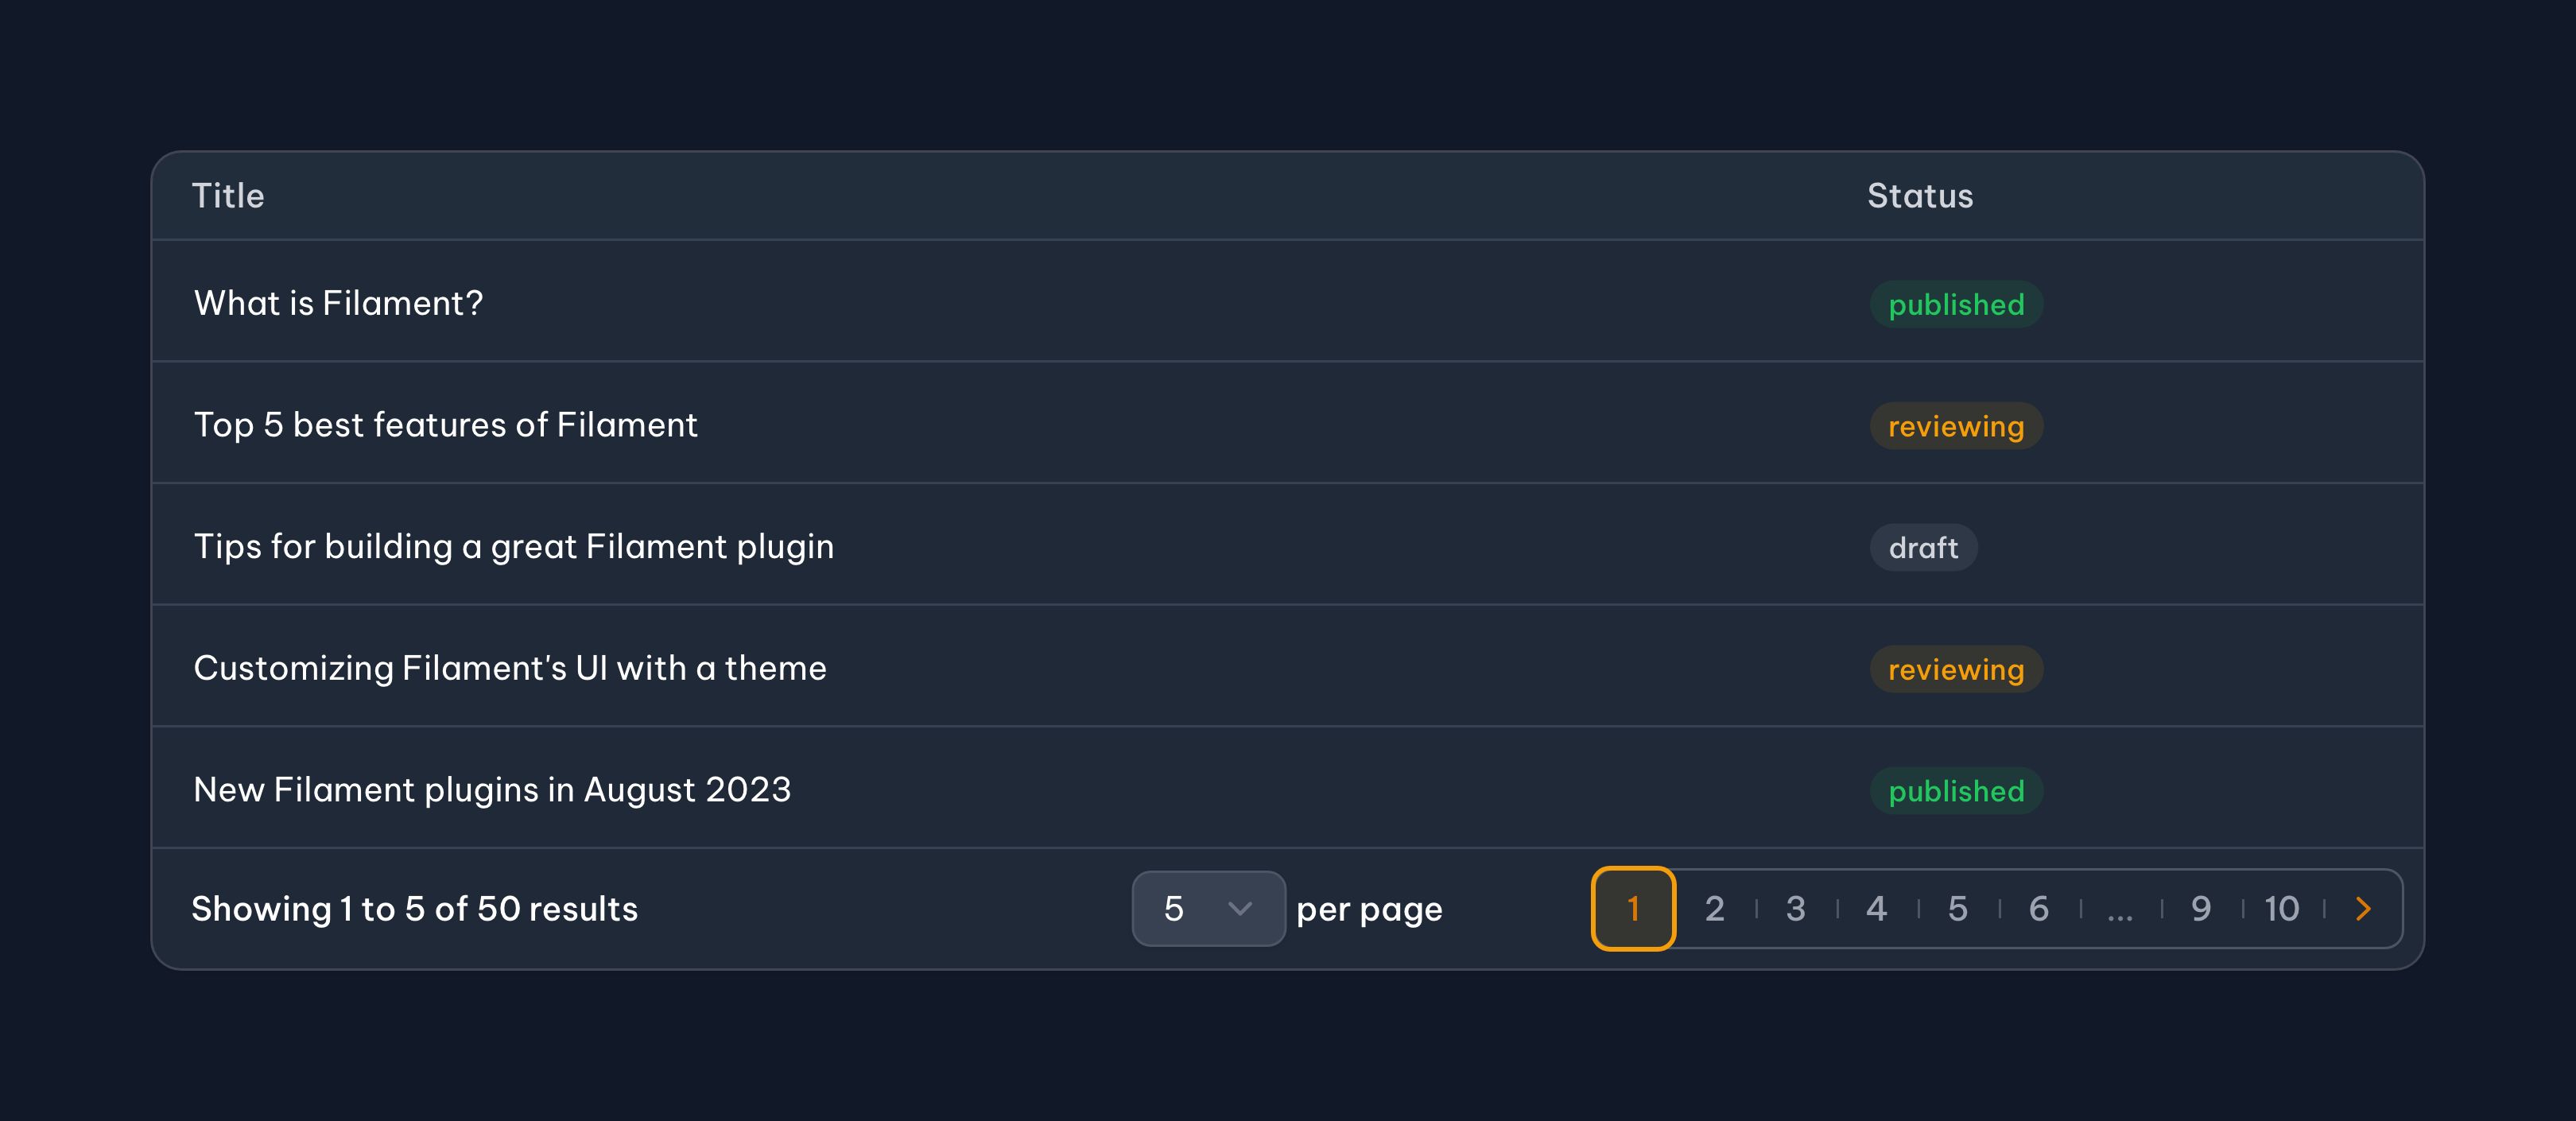 Title Status
What is Filament? published
Top 5 best features of Filament reviewing
Tips for building a great Filament plugin draft
Customizing Filament's UI with a theme reviewing
New Filament plugins in August 2023 published
Showing 1 to 5 of 50 results 5 per page 1 2 3 4 5 6 ... 9 10